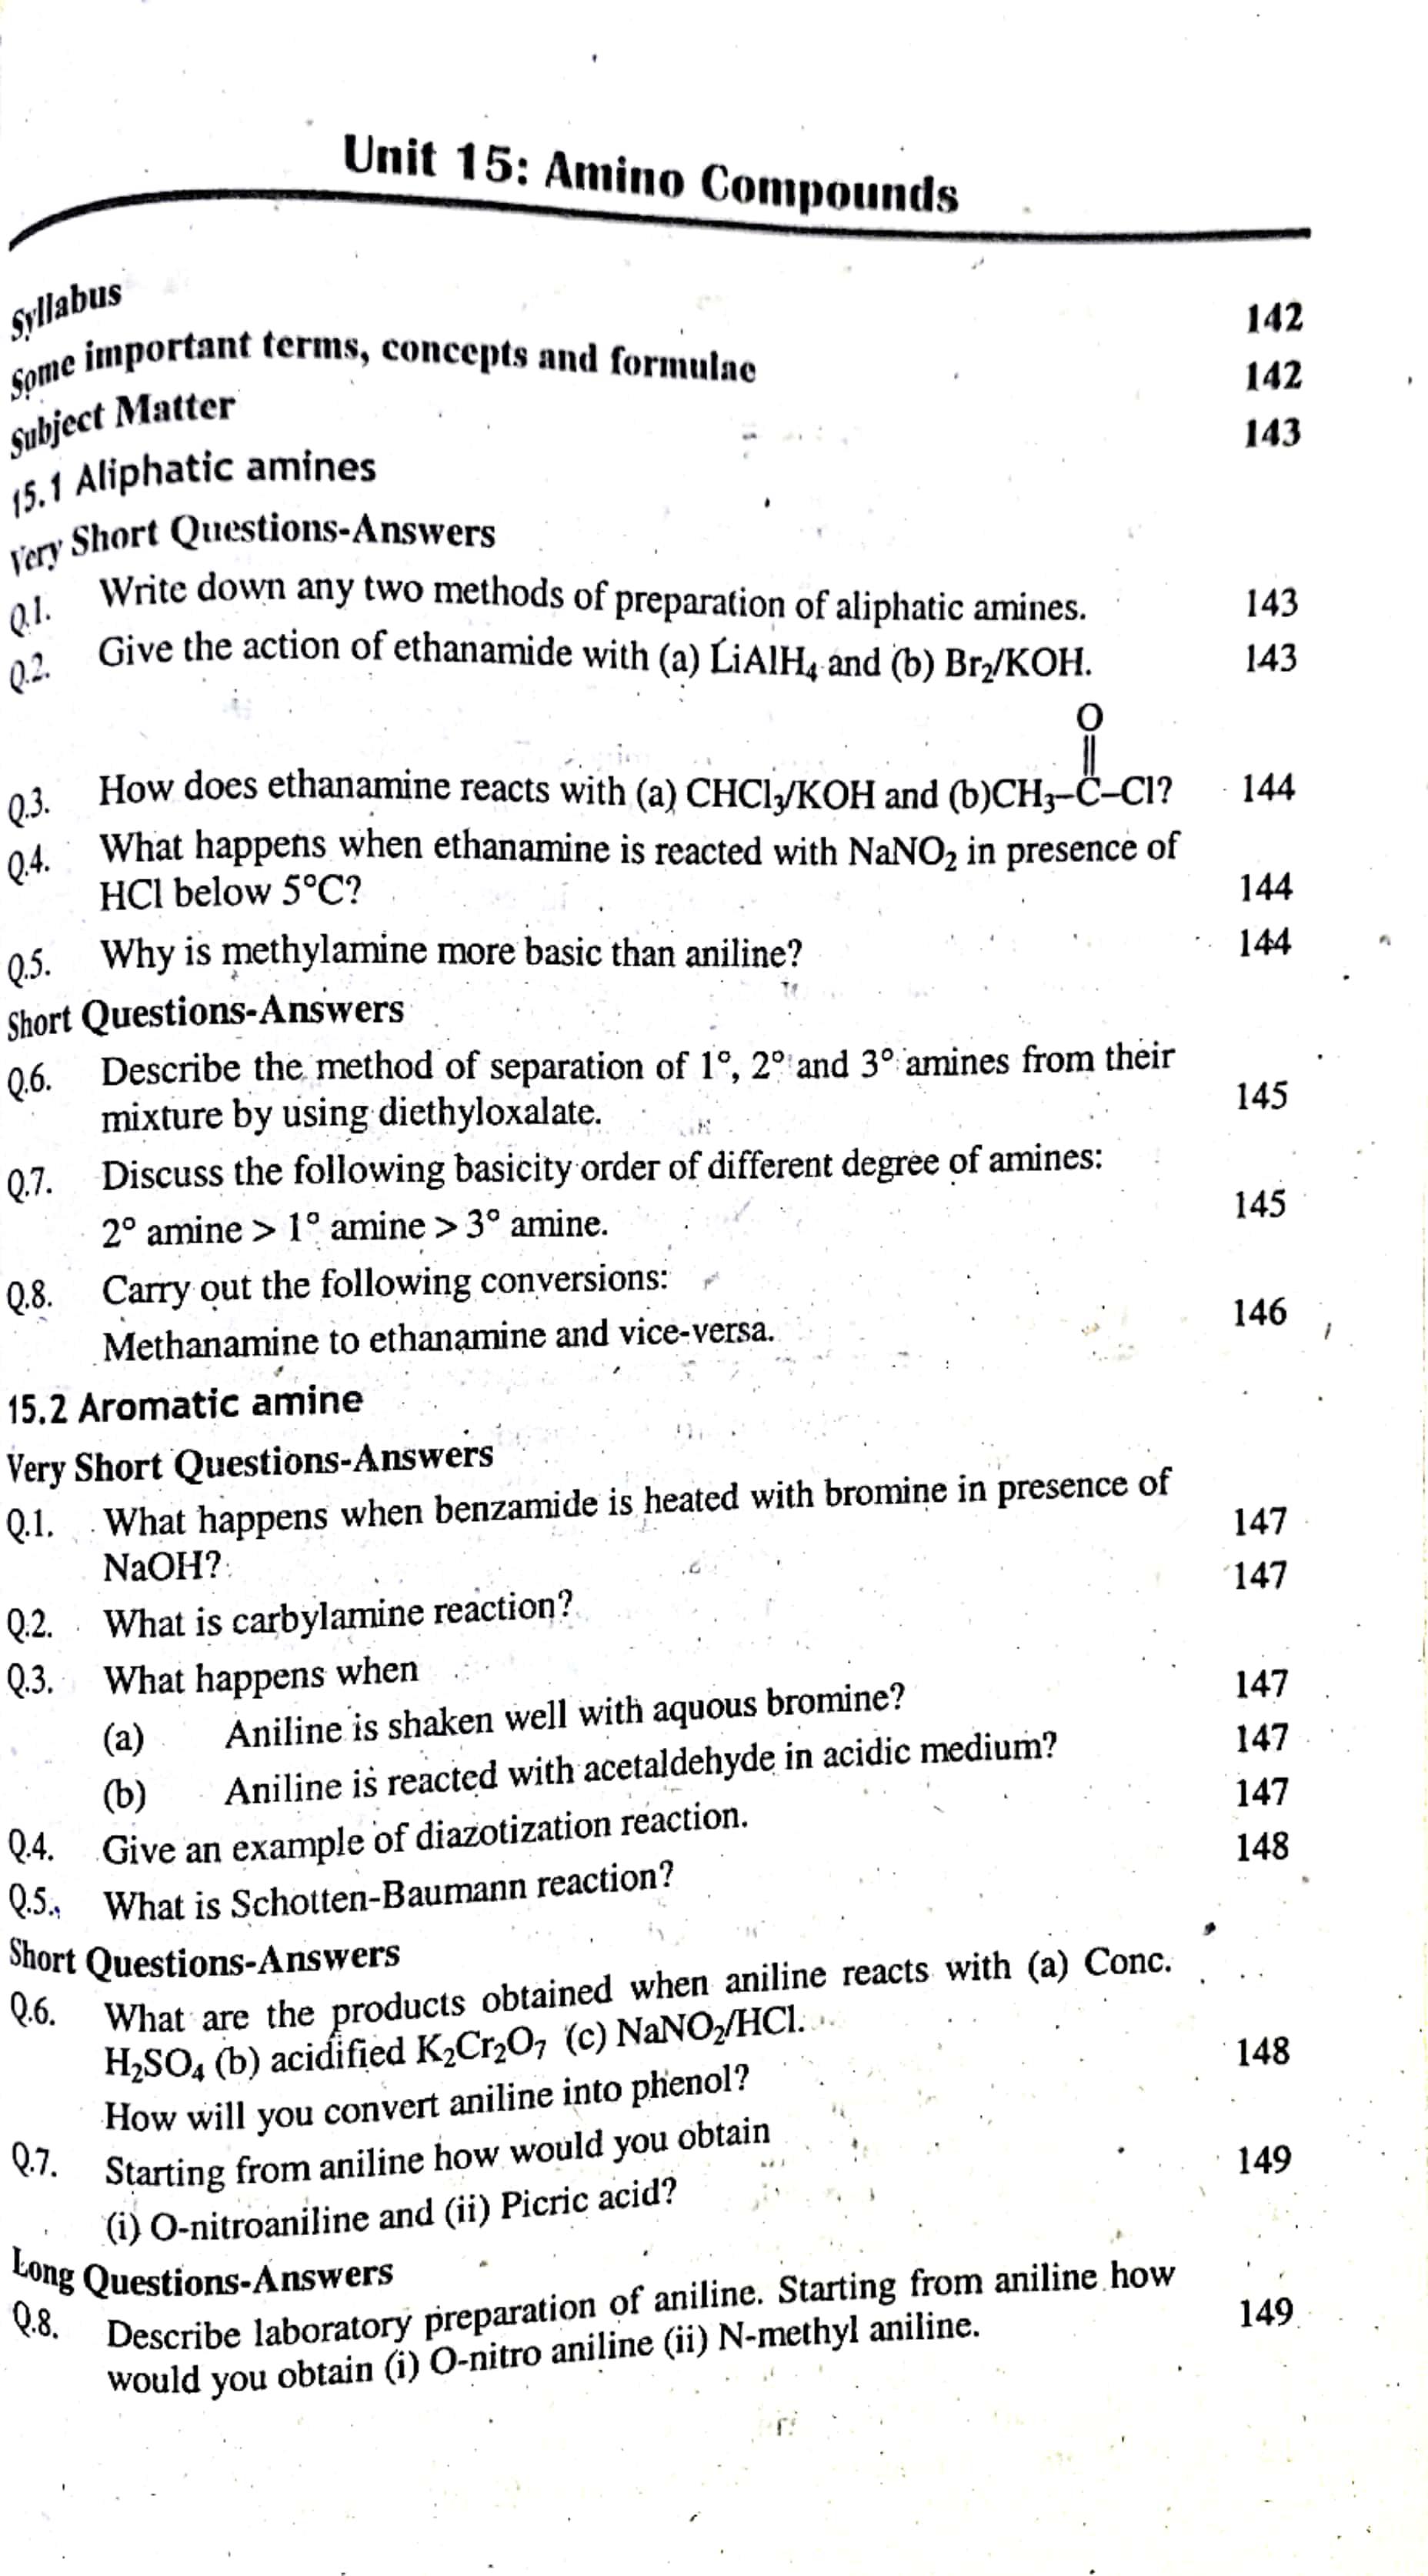 Unit 15: Amino Compounds
Syllabus 142
Some important terms, concepts and formulae 142
Subject Matter 143
15.1 Aliphatic amines
Very Short Questions-Answers
Q.1. Write down any two methods of preparation of aliphatic amines. 143
Q.2. Give the action of ethanamide with (a) LiAlH₄ and (b) Br₂/KOH. 143
O
||
Q.3. How does ethanamine reacts with (a) CHCl₃/KOH and (b)CH₃–C–Cl? 144
Q.4. What happens when ethanamine is reacted with NaNO₂ in presence of
HCl below 5°C? 144
Q.5. Why is methylamine more basic than aniline? 144
Short Questions-Answers
Q.6. Describe the method of separation of 1°, 2° and 3° amines from their
mixture by using diethyloxalate. 145
Q.7. Discuss the following basicity order of different degree of amines:
2° amine > 1° amine > 3° amine. 145
Q.8. Carry out the following conversions:
Methanamine to ethanamine and vice-versa. 146
15.2 Aromatic amine
Very Short Questions-Answers
Q.1. What happens when benzamide is heated with bromine in presence of
NaOH? 147
Q.2. What is carbylamine reaction? 147
Q.3. What happens when
(a) Aniline is shaken well with aquous bromine? 147
(b) Aniline is reacted with acetaldehyde in acidic medium? 147
Q.4. Give an example of diazotization reaction. 147
Q.5. What is Schotten-Baumann reaction? 148
Short Questions-Answers
Q.6. What are the products obtained when aniline reacts with (a) Conc.
H₂SO₄ (b) acidified K₂Cr₂O₇ (c) NaNO₂/HCl.
How will you convert aniline into phenol? 148
Q.7. Starting from aniline how would you obtain
(i) O-nitroaniline and (ii) Picric acid? 149
Long Questions-Answers
Q.8. Describe laboratory preparation of aniline. Starting from aniline how
would you obtain (i) O-nitro aniline (ii) N-methyl aniline. 149